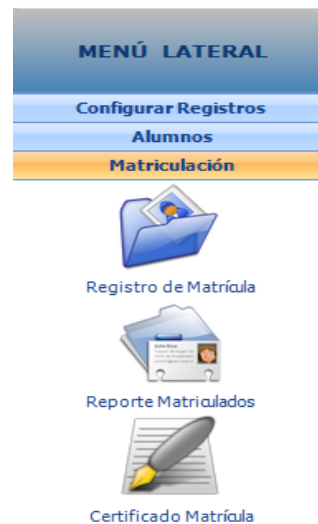 MENÚ LATERAL
Configurar Registros
Alumnos
Matriculación
Registro de Matrícula
Reporte Matriculados
Certificado Matrícula